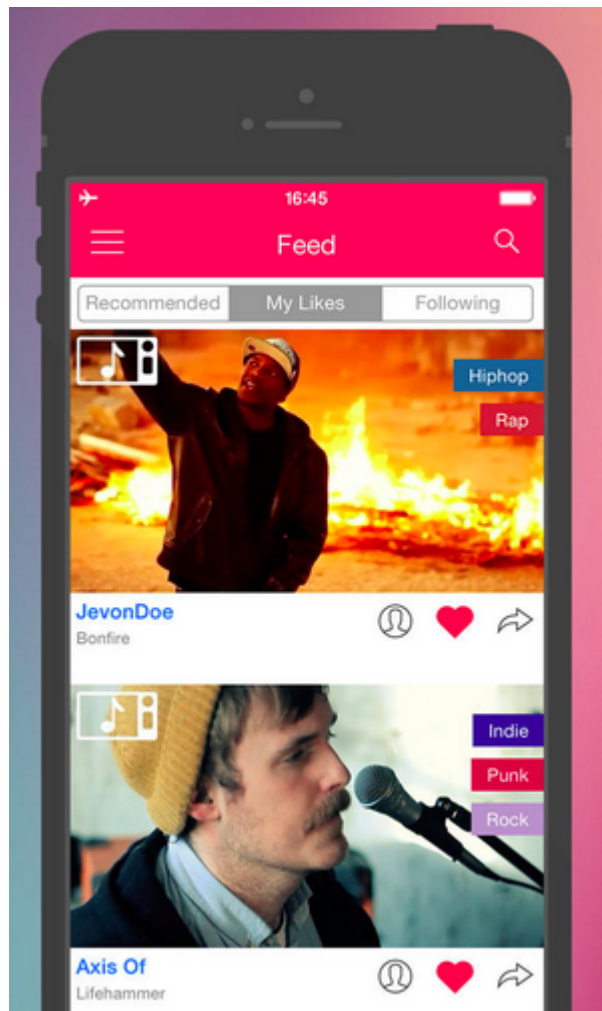 16:45
Feed
Recommended My Likes Following
Hiphop
Rap
JevonDoe
Bonfire
Indie
Punk
Rock
Axis Of
Lifehammer